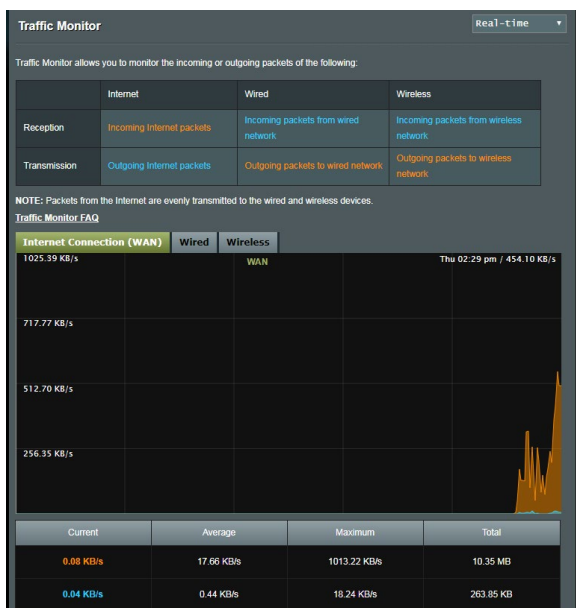 Traffic Monitor
Real-time
Traffic Monitor allows you to monitor the incoming or outgoing packets of the following:
Internet Wired Wireless
Reception Incoming Internet packets Incoming packets from wired network Incoming packets from wireless network
Transmission Outgoing Internet packets Outgoing packets to wired network Outgoing packets to wireless network
NOTE: Packets from the Internet are evenly transmitted to the wired and wireless devices.
Traffic Monitor FAQ
Internet Connection (WAN) Wired Wireless
1025.39 KB/s WAN Thu 02:29 pm / 454.10 KB/s
717.77 KB/s
512.70 KB/s
256.35 KB/s
Current Average Maximum Total
0.08 KB/s 17.66 KB/s 1013.22 KB/s 10.35 MB
0.04 KB/s 0.44 KB/s 18.24 KB/s 263.85 KB